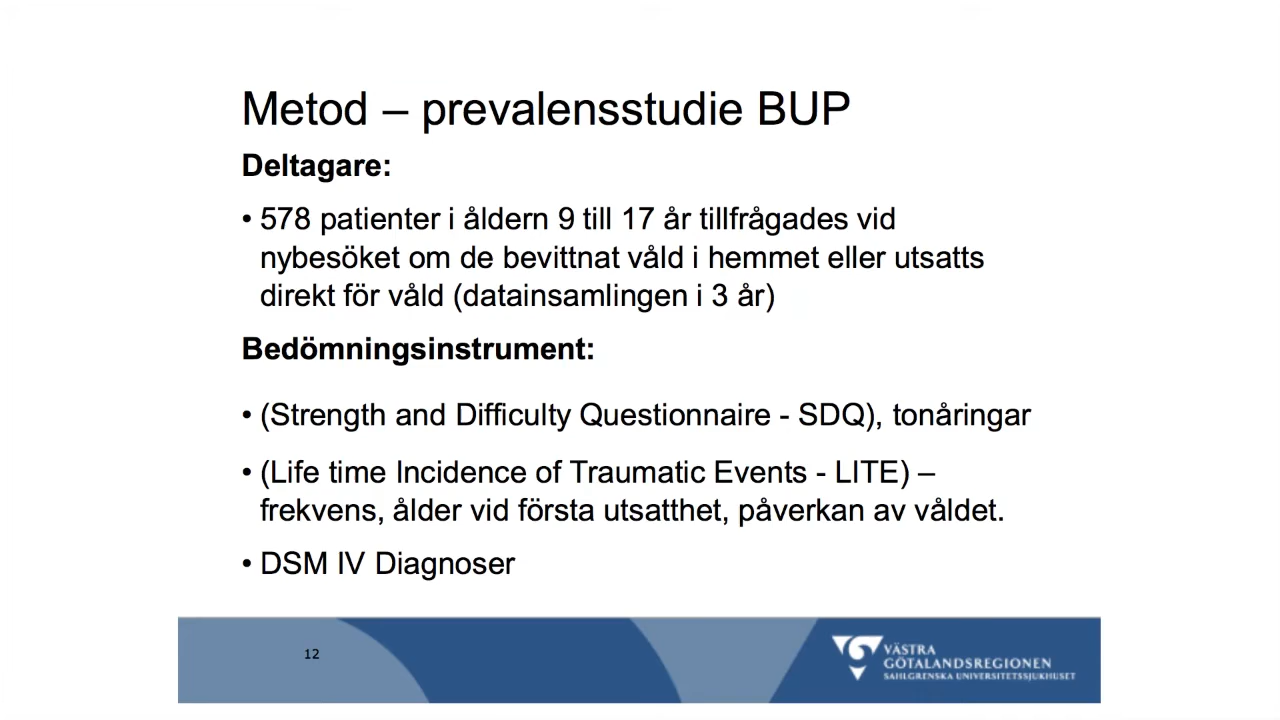 Metod – prevalensstudie BUP
Deltagare:
• 578 patienter i åldern 9 till 17 år tillfrågades vid
nybesöket om de bevittnat våld i hemmet eller utsatts
direkt för våld (datainsamlingen i 3 år)
Bedömningsinstrument:
• (Strength and Difficulty Questionnaire - SDQ), tonåringar
• (Life time Incidence of Traumatic Events - LITE) –
frekvens, ålder vid första utsatthet, påverkan av våldet.
• DSM IV Diagnoser
12
VÄSTRA
GÖTALANDSREGIONEN
SAHLGRENSKA UNIVERSITETSSJUKHUSET